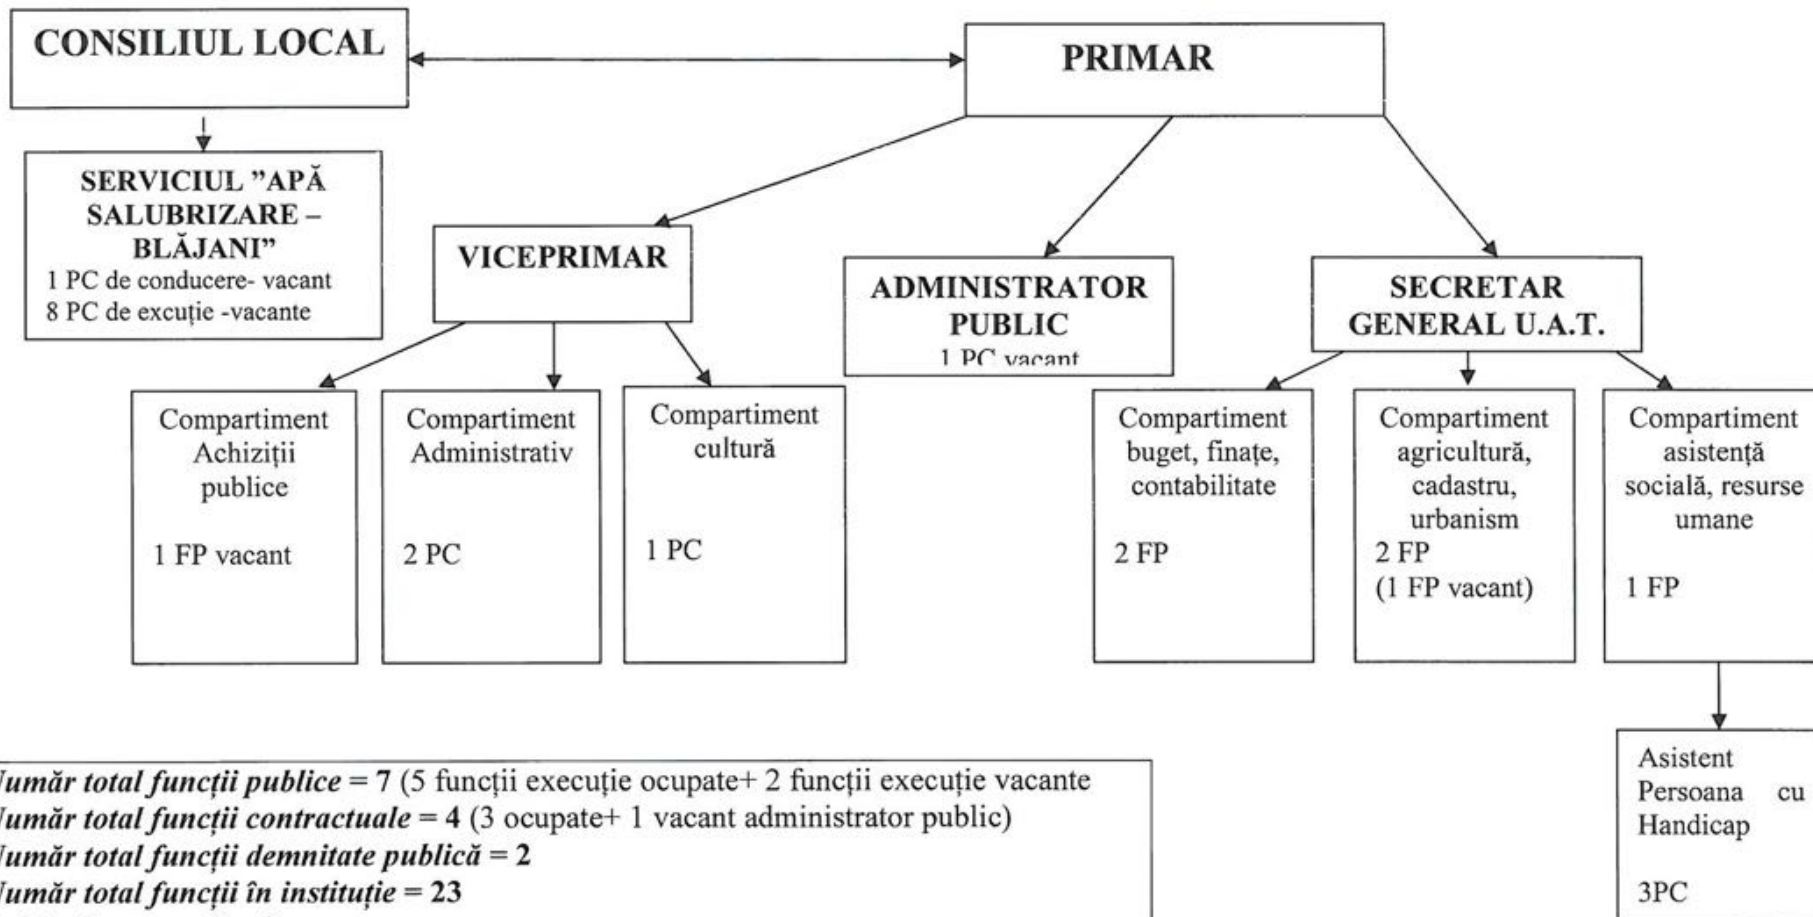 CONSILIUL LOCAL
PRIMAR
SERVICIUL ”APĂ
SALUBRIZARE –
BLĂJANI”
1 PC de conducere- vacant
8 PC de excuție -vacante
VICEPRIMAR
ADMINISTRATOR
PUBLIC
1 PC vacant
SECRETAR
GENERAL U.A.T.
Compartiment
Achiziții
publice
1 FP vacant
Compartiment
Administrativ
2 PC
Compartiment
cultură
1 PC
Compartiment
buget, finațe,
contabilitate
2 FP
Compartiment
agricultură,
cadastru,
urbanism
2 FP
(1 FP vacant)
Compartiment
asistență
socială, resurse
umane
1 FP
Asistent
Persoana cu
Handicap
3PC
Număr total funcții publice = 7 (5 funcții execuție ocupate+ 2 funcții execuție vacante
Număr total funcții contractuale = 4 (3 ocupate+ 1 vacant administrator public)
Număr total funcții demnitate publică = 2
Număr total funcții în instituție = 23